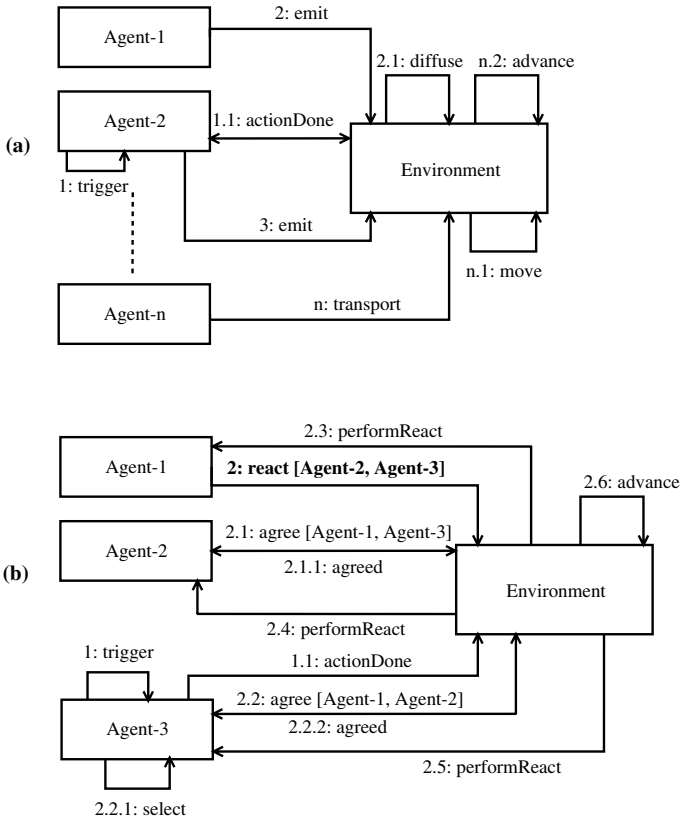 2: emit
Agent-1
2.1: diffuse
n.2: advance
Agent-2
1.1: actionDone
(a)
Environment
1: trigger
3: emit
n.1: move
n: transport
Agent-n
2.3: performReact
Agent-1
2: react [Agent-2, Agent-3]
2.6: advance
2.1: agree [Agent-1, Agent-3]
Agent-2
2.1.1: agreed
(b)
Environment
2.4: performReact
1: trigger
1.1: actionDone
2.2: agree [Agent-1, Agent-2]
Agent-3
2.2.2: agreed
2.5: performReact
2.2.1: select